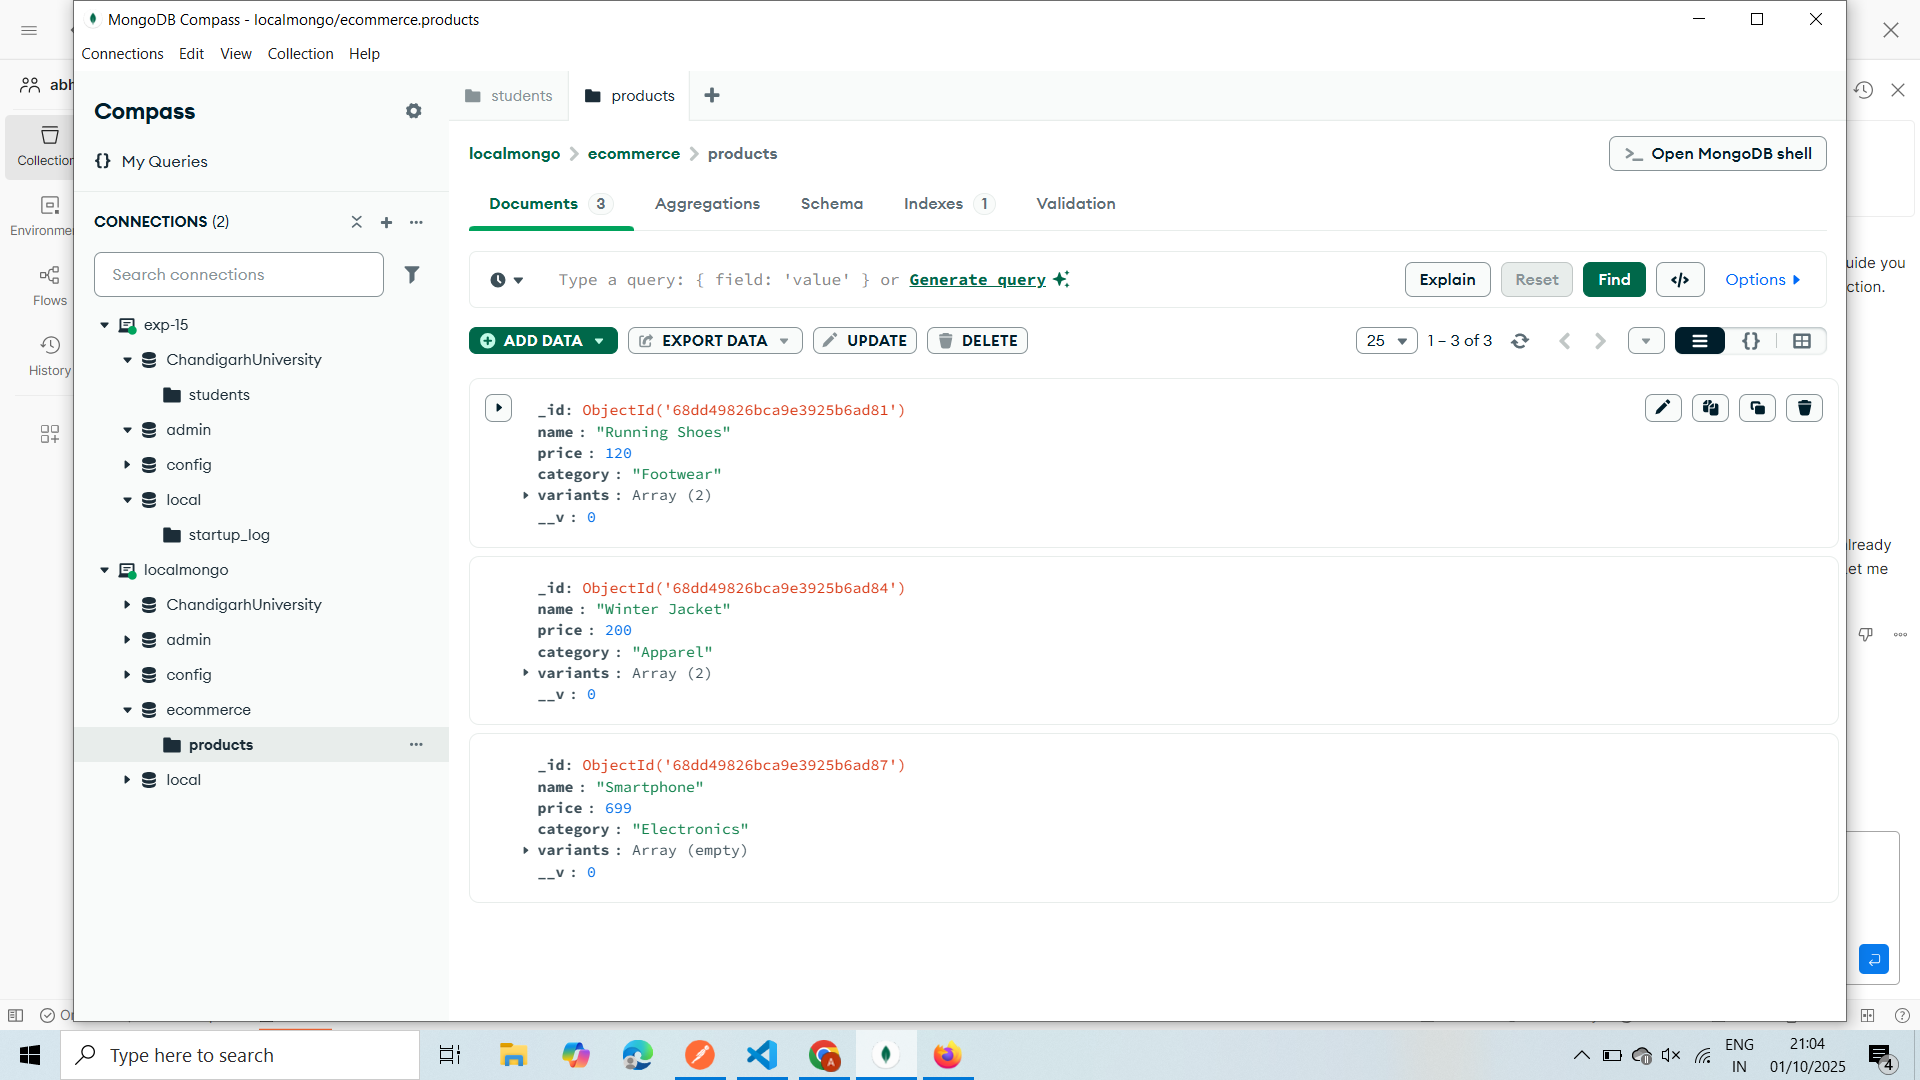 MongoDB Compass - localmongo/ecommerce.products
Connections Edit View Collection Help
Compass
My Queries
CONNECTIONS (2)
Search connections
exp-15
ChandigarhUniversity
students
admin
config
local
startup_log
localmongo
ChandigarhUniversity
admin
config
ecommerce
products
local
students
products
localmongo > ecommerce > products
>_ Open MongoDB shell
Documents 3 Aggregations Schema Indexes 1 Validation
Type a query: { field: 'value' } or Generate query
Explain Reset Find </> Options
ADD DATA EXPORT DATA UPDATE DELETE
25 1 – 3 of 3 {}
_id: ObjectId('68dd49826bca9e3925b6ad81')
name : "Running Shoes"
price : 120
category : "Footwear"
variants : Array (2)
__v : 0
_id: ObjectId('68dd49826bca9e3925b6ad84')
name : "Winter Jacket"
price : 200
category : "Apparel"
variants : Array (2)
__v : 0
_id: ObjectId('68dd49826bca9e3925b6ad87')
name : "Smartphone"
price : 699
category : "Electronics"
variants : Array (empty)
__v : 0
abh
Collection
Environmen
Flows
History
uide you
ction.
lready
et me
Type here to search
ENG
IN
21:04
01/10/2025
4